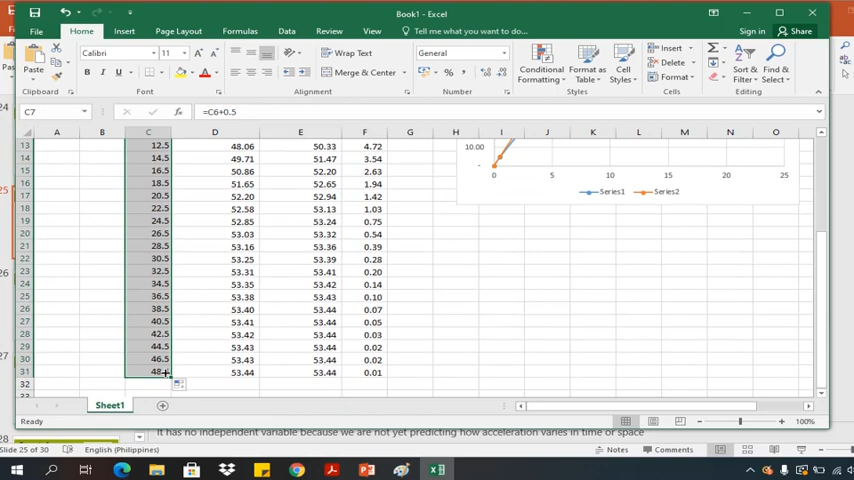 Book1 - Excel
Sign in Share
File Home Insert Page Layout Formulas Data Review View Tell me what you want to do
Paste
Calibri 11
B I U
Wrap Text
Merge & Center
General
$ % ,
Conditional Formatting
Format as Table
Cell Styles
Insert
Delete
Format
Sort & Filter
Find & Select
Clipboard Font Alignment Number Styles Cells Editing
C7 fx =C6+0.5
A B C D E F G H I J K L M N O
13 12.5 48.06 50.33 4.72
14 14.5 49.71 51.47 3.54
15 16.5 50.86 52.20 2.63
16 18.5 51.65 52.65 1.94
17 20.5 52.20 52.94 1.42
18 22.5 52.58 53.13 1.03
19 24.5 52.85 53.24 0.75
20 26.5 53.03 53.32 0.54
21 28.5 53.16 53.36 0.39
22 30.5 53.25 53.39 0.28
23 32.5 53.31 53.41 0.20
24 34.5 53.35 53.42 0.14
25 36.5 53.38 53.43 0.10
26 38.5 53.40 53.44 0.07
27 40.5 53.41 53.44 0.05
28 42.5 53.42 53.44 0.03
29 44.5 53.43 53.44 0.02
30 46.5 53.43 53.44 0.02
31 53.44 53.44 0.01
32
10.00
-
0 5 10 15 20 25
Series1 Series2
Sheet1
Ready 100%
24
25
26
27
28
It has no independent variable because we are not yet predicting how acceleration varies in time or space
Slide 25 of 30 English (Philippines) Notes Comments